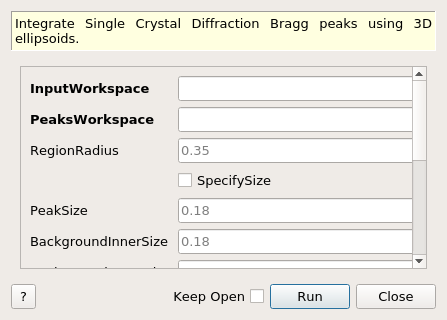 Integrate Single Crystal Diffraction Bragg peaks using 3D
ellipsoids.
InputWorkspace
PeaksWorkspace
RegionRadius 0.35
SpecifySize
PeakSize 0.18
BackgroundInnerSize 0.18
? Keep Open Run Close